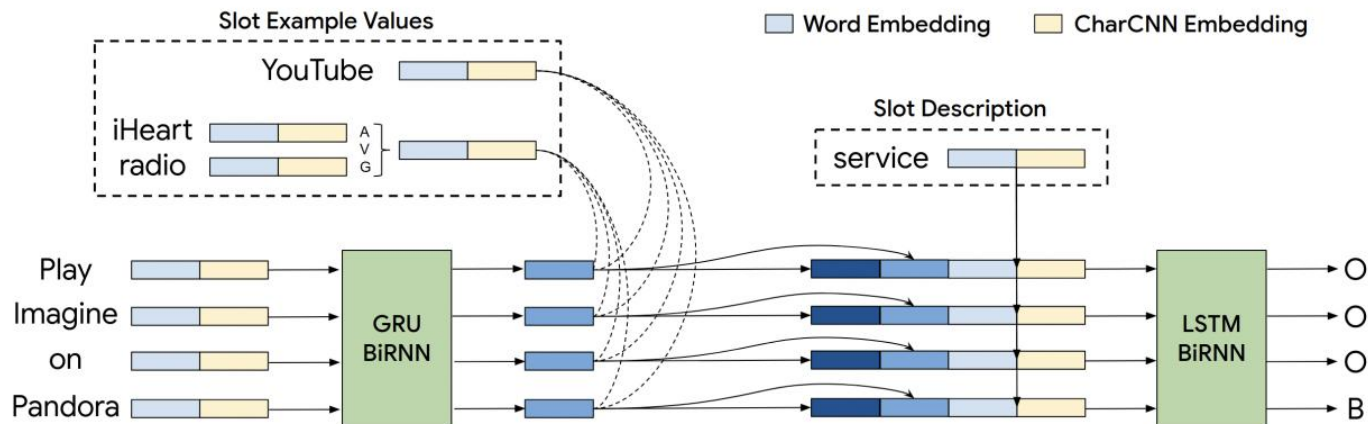 Slot Example Values
Word Embedding
CharCNN Embedding
YouTube
Slot Description
iHeart
radio
A
V
G
service
Play
Imagine
on
Pandora
GRU
BiRNN
LSTM
BiRNN
O
O
O
B